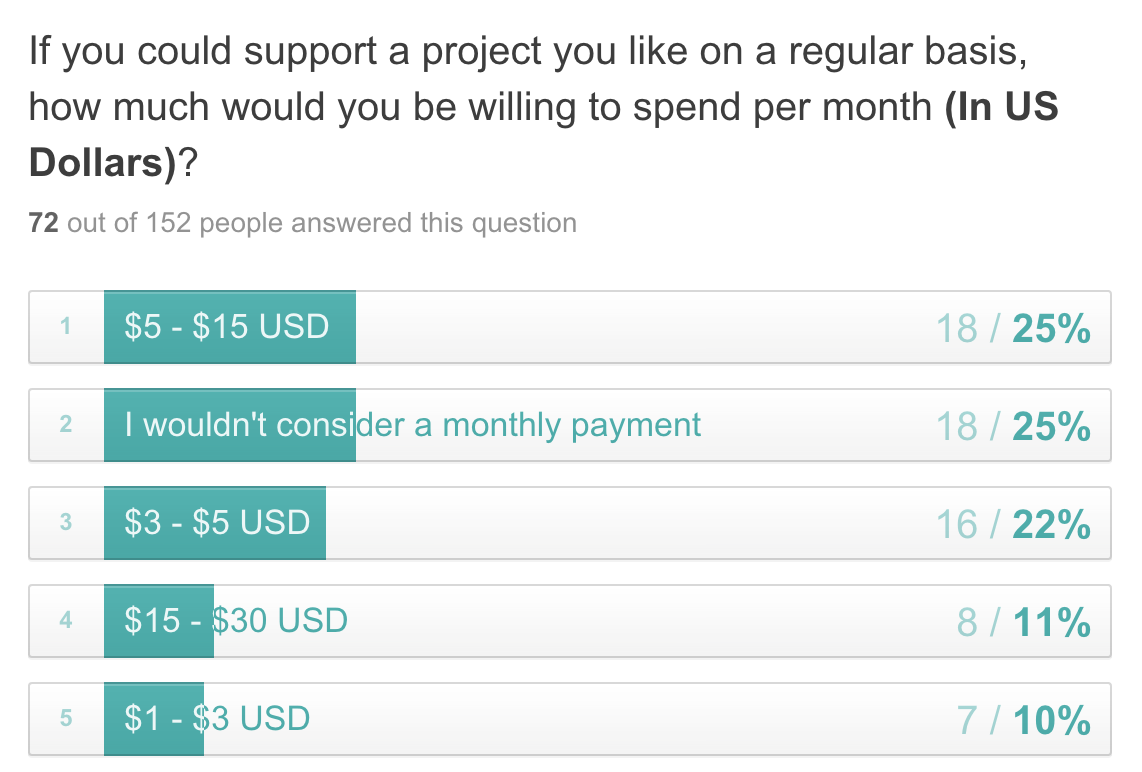 If you could support a project you like on a regular basis,
how much would you be willing to spend per month (In US
Dollars)?
72 out of 152 people answered this question
1 $5 - $15 USD 18 / 25%
2 I wouldn't consider a monthly payment 18 / 25%
3 $3 - $5 USD 16 / 22%
4 $15 - $30 USD 8 / 11%
5 $1 - $3 USD 7 / 10%